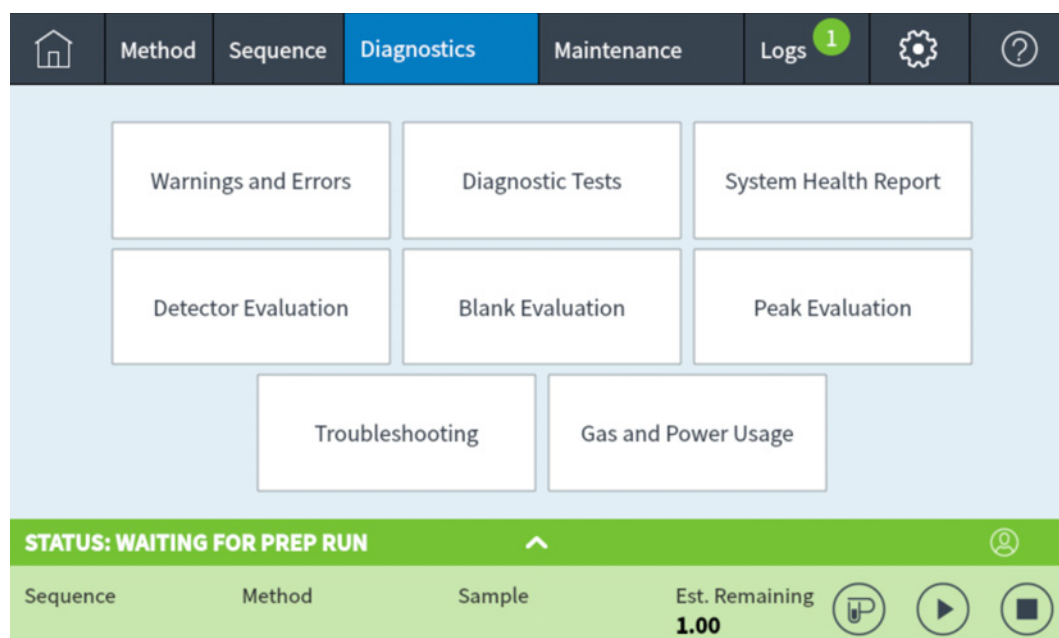 Method Sequence Diagnostics Maintenance Logs 1 ?
Warnings and Errors Diagnostic Tests System Health Report
Detector Evaluation Blank Evaluation Peak Evaluation
Troubleshooting Gas and Power Usage
STATUS: WAITING FOR PREP RUN
Sequence Method Sample Est. Remaining
1.00